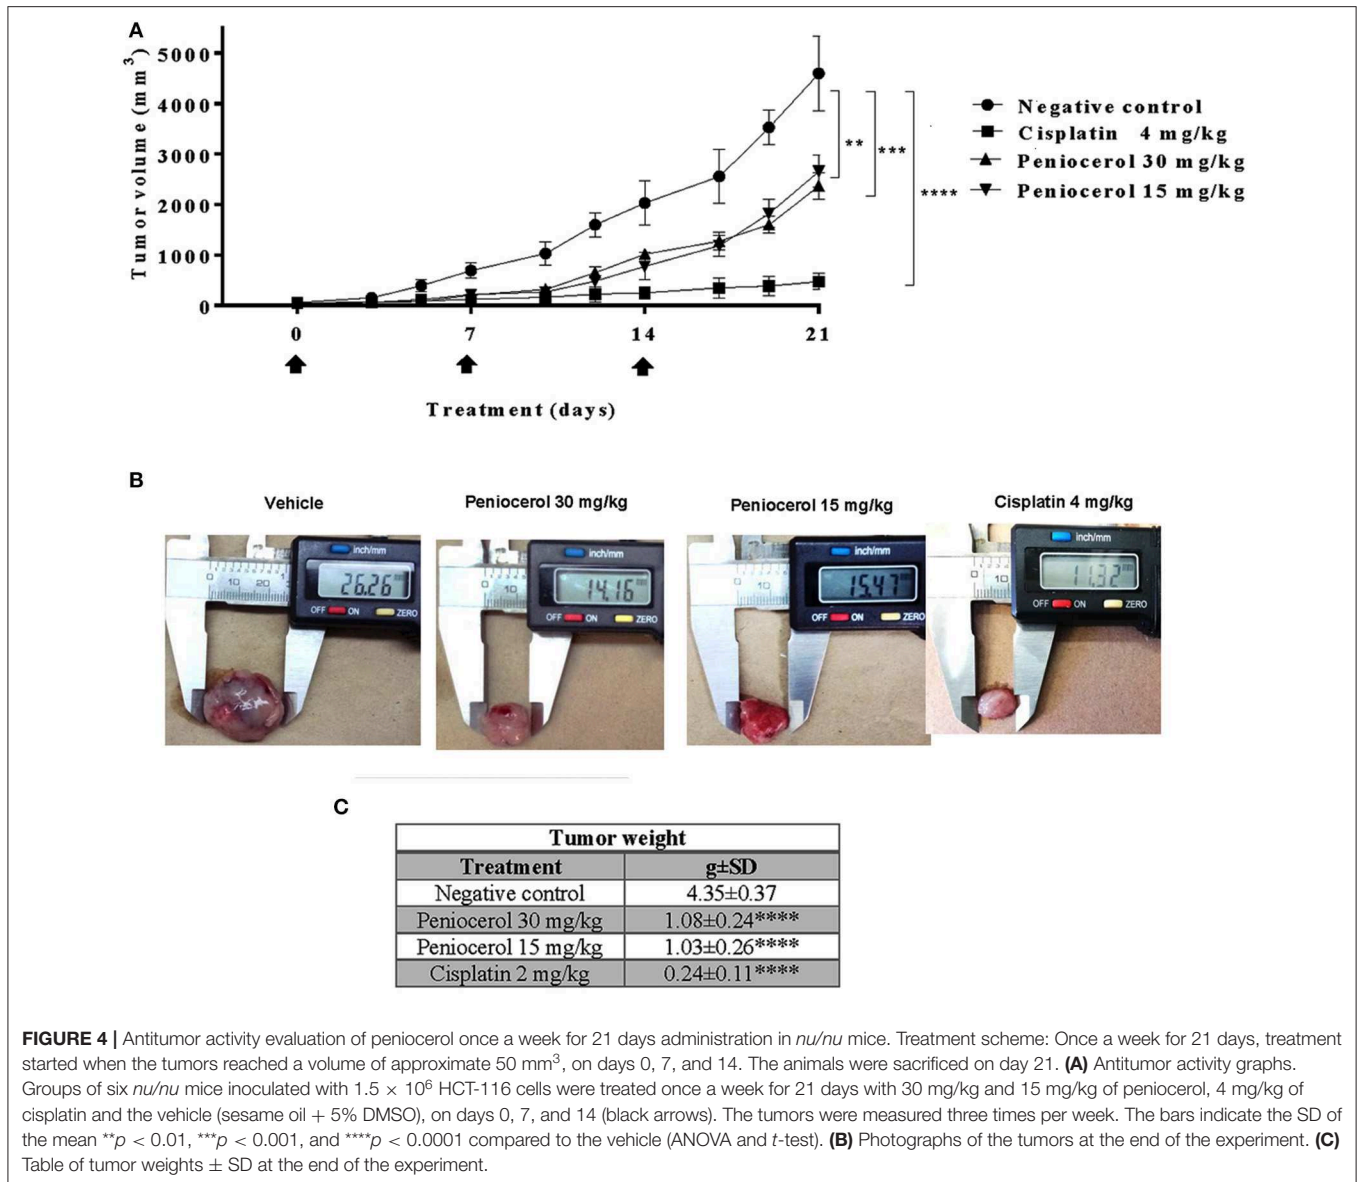 A
Tumor volume (mm3)
5000
4000
3000
2000
1000
0
0 7 14 21
Treatment (days)
** *** ****
Negative control
Cisplatin 4 mg/kg
Peniocerol 30 mg/kg
Peniocerol 15 mg/kg
B
Vehicle
Peniocerol 30 mg/kg
Peniocerol 15 mg/kg
Cisplatin 4 mg/kg
inch/mm
0 10 20
26.26
OFF ON ZERO
inch/mm
0 10
14.16
OFF ON ZERO
inch/mm
0 10
15.47
OFF ON ZERO
inch/mm
0 10
11.32
OFF ON ZERO
C
Tumor weight
Treatment g±SD
Negative control 4.35±0.37
Peniocerol 30 mg/kg 1.08±0.24****
Peniocerol 15 mg/kg 1.03±0.26****
Cisplatin 2 mg/kg 0.24±0.11****
FIGURE 4 | Antitumor activity evaluation of peniocerol once a week for 21 days administration in nu/nu mice. Treatment scheme: Once a week for 21 days, treatment
started when the tumors reached a volume of approximate 50 mm3, on days 0, 7, and 14. The animals were sacrificed on day 21. (A) Antitumor activity graphs.
Groups of six nu/nu mice inoculated with 1.5 × 10⁶ HCT-116 cells were treated once a week for 21 days with 30 mg/kg and 15 mg/kg of peniocerol, 4 mg/kg of
cisplatin and the vehicle (sesame oil + 5% DMSO), on days 0, 7, and 14 (black arrows). The tumors were measured three times per week. The bars indicate the SD of
the mean **p < 0.01, ***p < 0.001, and ****p < 0.0001 compared to the vehicle (ANOVA and t-test). (B) Photographs of the tumors at the end of the experiment. (C)
Table of tumor weights ± SD at the end of the experiment.